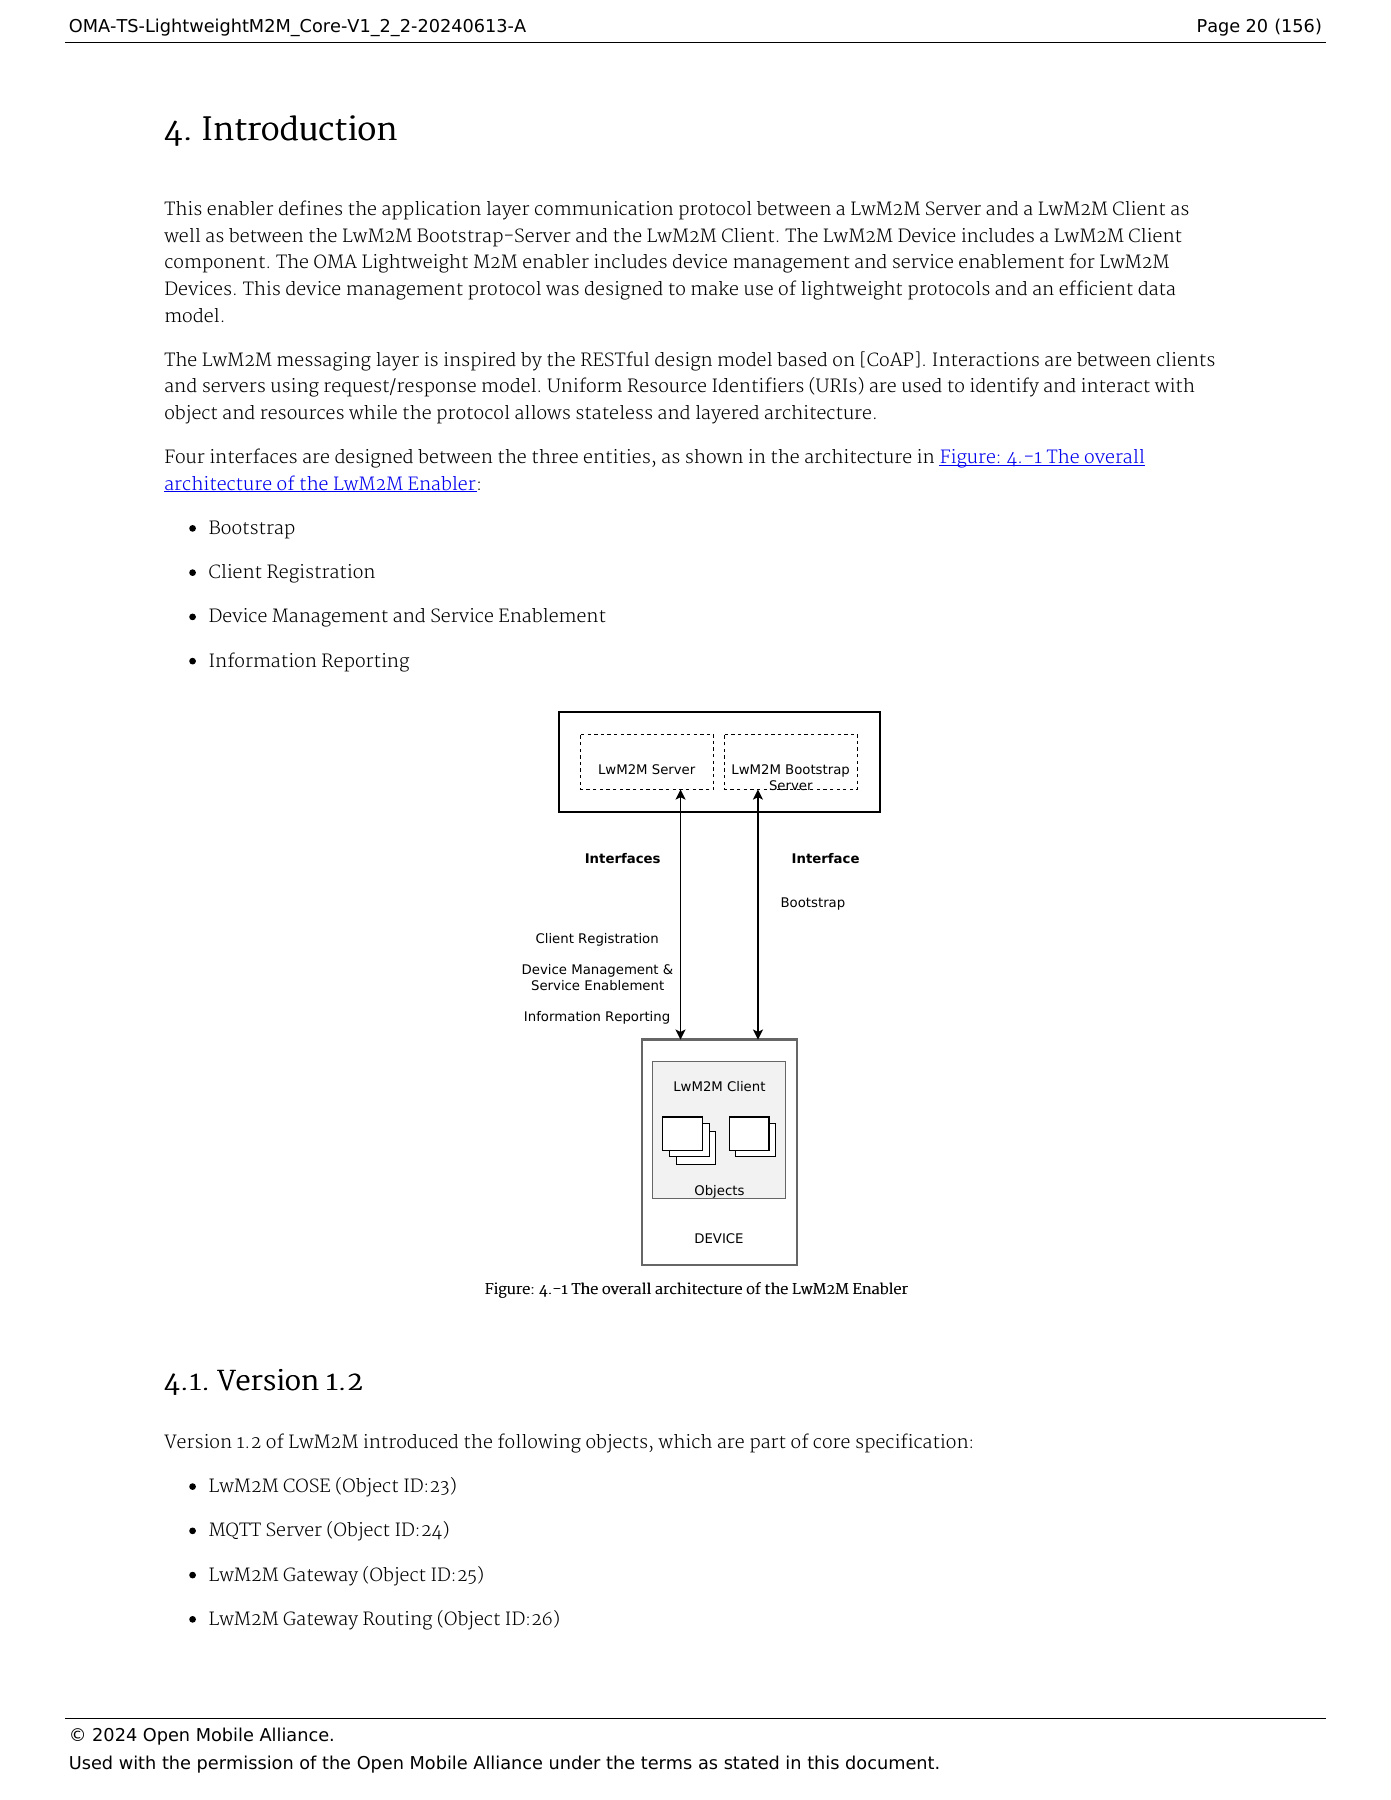 OMA-TS-LightweightM2M_Core-V1_2_2-20240613-A
Page 20 (156)
4. Introduction
This enabler defines the application layer communication protocol between a LwM2M Server and a LwM2M Client as
well as between the LwM2M Bootstrap-Server and the LwM2M Client. The LwM2M Device includes a LwM2M Client
component. The OMA Lightweight M2M enabler includes device management and service enablement for LwM2M
Devices. This device management protocol was designed to make use of lightweight protocols and an efficient data
model.
The LwM2M messaging layer is inspired by the RESTful design model based on [CoAP]. Interactions are between clients
and servers using request/response model. Uniform Resource Identifiers (URIs) are used to identify and interact with
object and resources while the protocol allows stateless and layered architecture.
Four interfaces are designed between the three entities, as shown in the architecture in Figure: 4.-1 The overall
architecture of the LwM2M Enabler:
• Bootstrap
• Client Registration
• Device Management and Service Enablement
• Information Reporting
LwM2M Server
LwM2M Bootstrap
Server
Interfaces
Interface
Bootstrap
Client Registration
Device Management &
Service Enablement
Information Reporting
LwM2M Client
Objects
DEVICE
Figure: 4.-1 The overall architecture of the LwM2M Enabler
4.1. Version 1.2
Version 1.2 of LwM2M introduced the following objects, which are part of core specification:
• LwM2M COSE (Object ID:23)
• MQTT Server (Object ID:24)
• LwM2M Gateway (Object ID:25)
• LwM2M Gateway Routing (Object ID:26)
© 2024 Open Mobile Alliance.
Used with the permission of the Open Mobile Alliance under the terms as stated in this document.